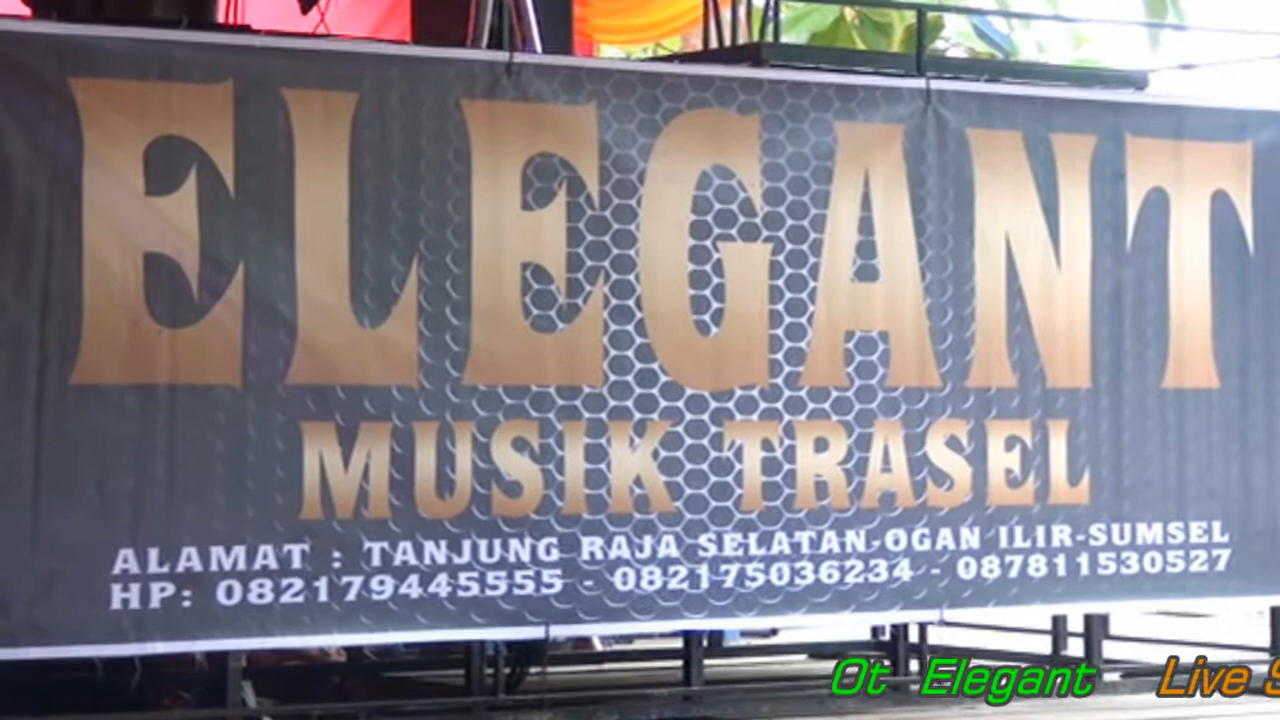 ELEGANT
MUSIK TRASEL
ALAMAT : TANJUNG RAJA SELATAN-OGAN ILIR-SUMSEL
HP: 082179445555 - 082175036234 - 087811530527
Ot Elegant Live